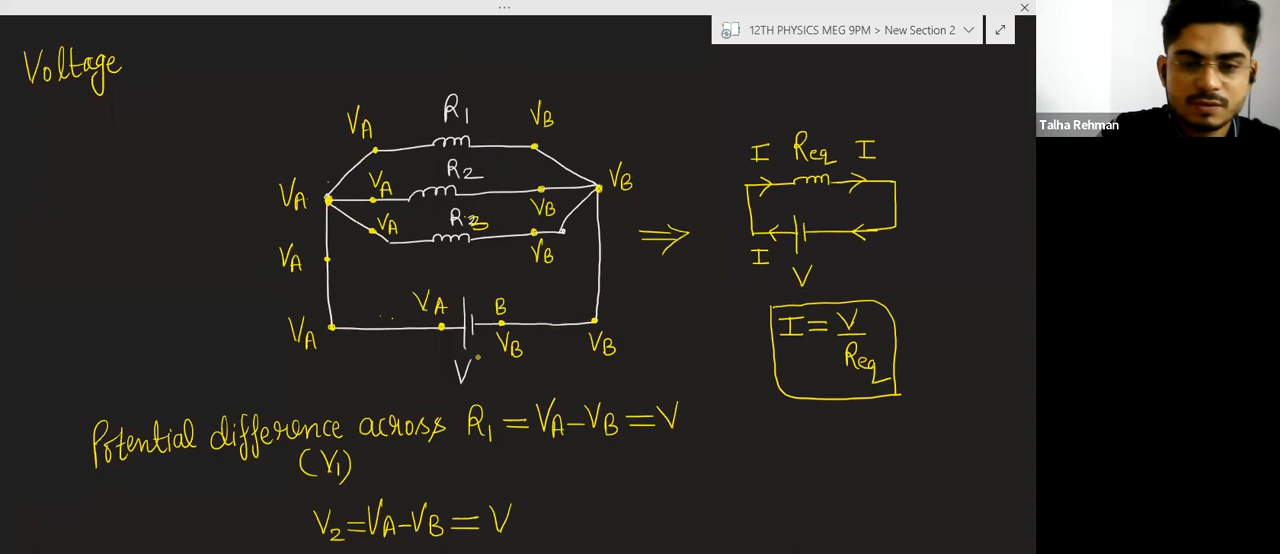 12TH PHYSICS MEG 9PM > New Section 2
Talha Rehman
Voltage
VA R1 VB
VA VA R2 VB VB
VA R3 VB
VA
VA VA B VB VB
V
I Req I
I
V
I = V / Req
Potential difference across R1 = VA – VB = V
(V1)
V2 = VA – VB = V